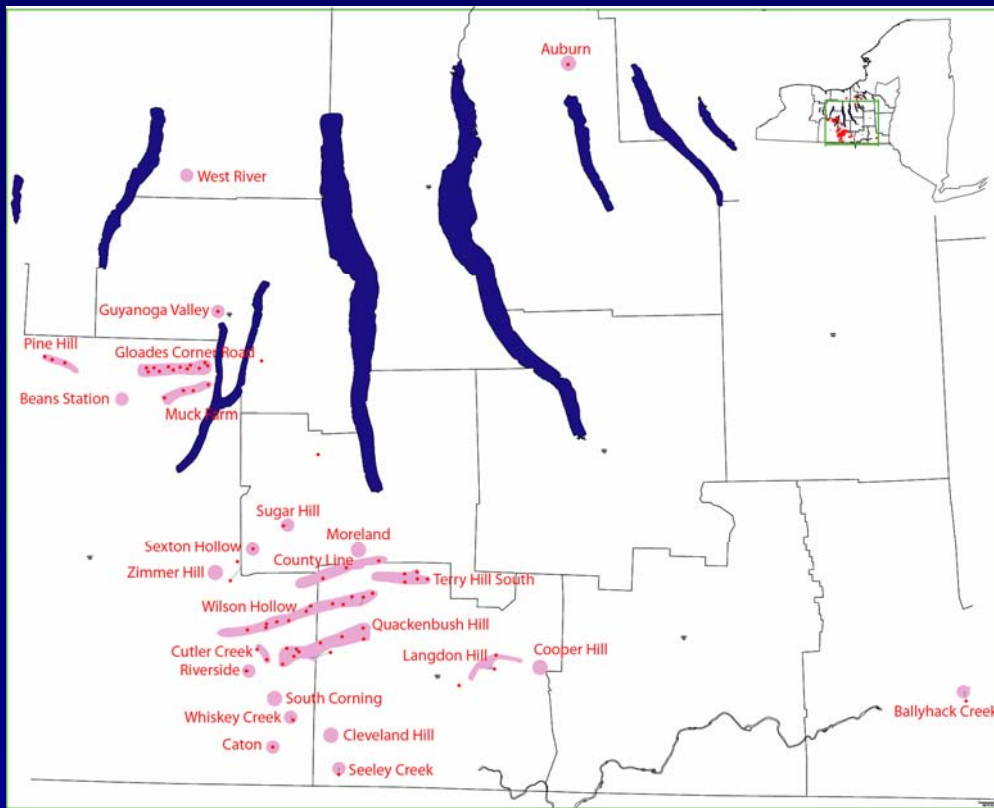 Auburn
West River
Guyanoga Valley
Pine Hill
Gloades Corner Road
Beans Station
Muck Farm
Sugar Hill
Sexton Hollow
Moreland
County Line
Zimmer Hill
Terry Hill South
Wilson Hollow
Quackenbush Hill
Cutler Creek
Langdon Hill
Cooper Hill
Riverside
South Corning
Whiskey Creek
Ballyhack Creek
Cleveland Hill
Caton
Seeley Creek